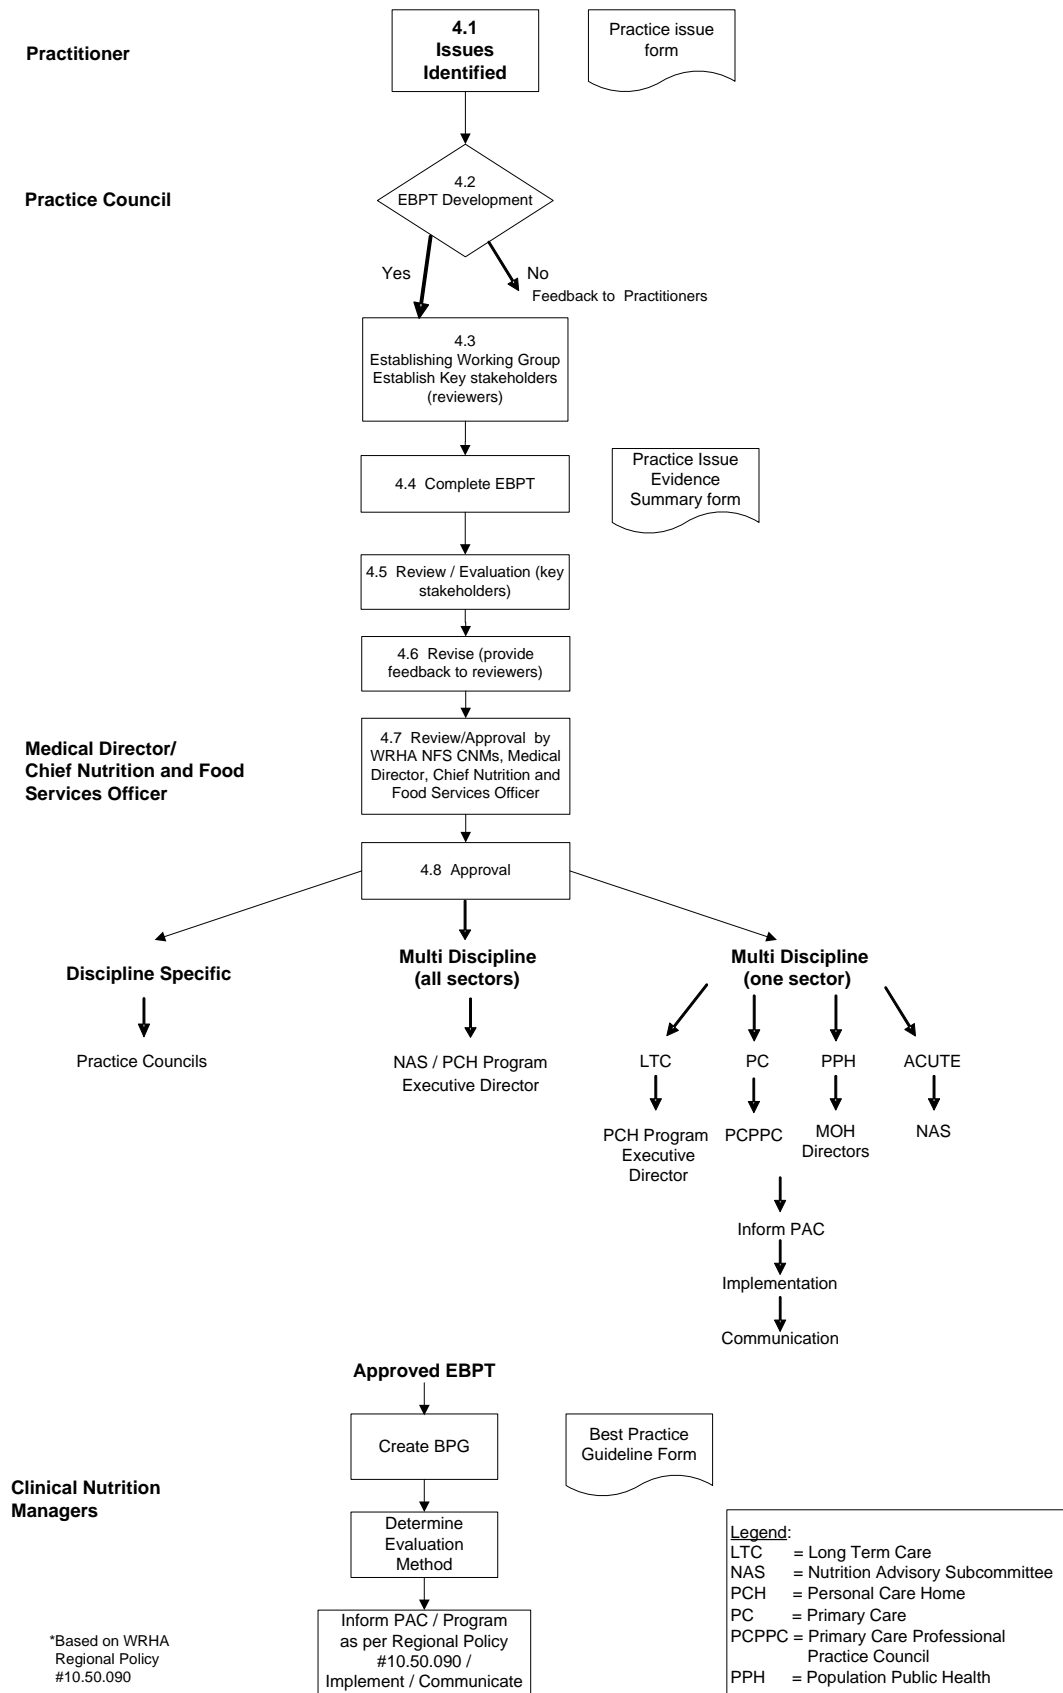 Practitioner
4.1
Issues
Identified
Practice issue
form
Practice Council
4.2
EBPT Development
Yes
No
Feedback to Practitioners
4.3
Establishing Working Group
Establish Key stakeholders
(reviewers)
4.4 Complete EBPT
Practice Issue
Evidence
Summary form
4.5 Review / Evaluation (key
stakeholders)
4.6 Revise (provide
feedback to reviewers)
Medical Director/
Chief Nutrition and Food
Services Officer
4.7 Review/Approval by
WRHA NFS CNMs, Medical
Director, Chief Nutrition and
Food Services Officer
4.8 Approval
Discipline Specific
Multi Discipline
(all sectors)
Multi Discipline
(one sector)
Practice Councils
NAS / PCH Program
Executive Director
LTC
PC
PPH
ACUTE
PCH Program
Executive
Director
PCPPC
MOH
Directors
NAS
Inform PAC
Implementation
Communication
Approved EBPT
Create BPG
Best Practice
Guideline Form
Clinical Nutrition
Managers
Determine
Evaluation
Method
Inform PAC / Program
as per Regional Policy
#10.50.090 /
Implement / Communicate
*Based on WRHA
Regional Policy
#10.50.090
Legend:
LTC = Long Term Care
NAS = Nutrition Advisory Subcommittee
PCH = Personal Care Home
PC = Primary Care
PCPPC = Primary Care Professional
Practice Council
PPH = Population Public Health